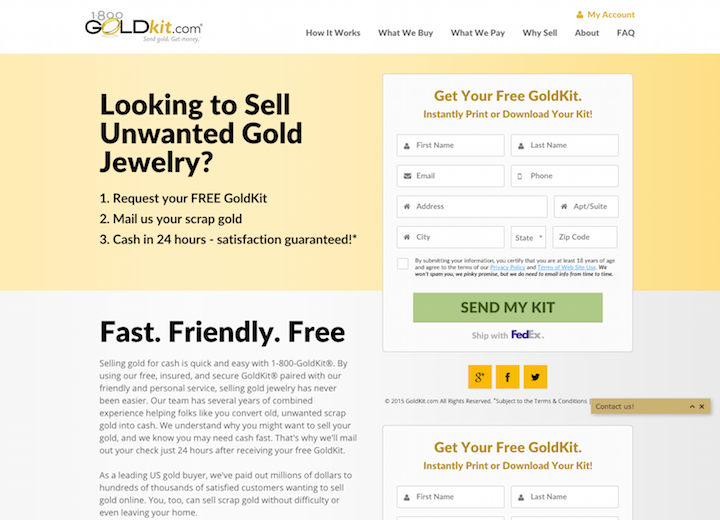 1·800
GOLDkit.com®
Send gold. Get money.®
My Account
How It Works What We Buy What We Pay Why Sell About FAQ
Looking to Sell
Unwanted Gold
Jewelry?
1. Request your FREE GoldKit
2. Mail us your scrap gold
3. Cash in 24 hours - satisfaction guaranteed!*
Get Your Free GoldKit.
Instantly Print or Download Your Kit!
First Name Last Name
Email Phone
Address Apt/Suite
City State Zip Code
By submitting your information, you certify that you are at least 18 years of age
and agree to the terms of our Privacy Policy and Terms of Web Site Use. We
won't spam you, we pinky promise, but we do need to email info from time to time.
SEND MY KIT
Ship with FedEx.
Fast. Friendly. Free
Selling gold for cash is quick and easy with 1-800-GoldKit®. By
using our free, insured, and secure GoldKit® paired with our
friendly and personal service, selling gold jewelry has never
been easier. Our team has several years of combined
experience helping folks like you convert old, unwanted scrap
gold into cash. We understand why you might want to sell your
gold, and we know you may need cash fast. That's why we'll mail
out your check just 24 hours after receiving your free GoldKit.
As a leading US gold buyer, we've paid out millions of dollars to
hundreds of thousands of satisfied customers wanting to sell
gold online. You, too, can sell scrap gold without difficulty or
even leaving your home.
g+ f
© 2015 GoldKit.com All Rights Reserved. *Subject to the Terms & Conditions |
Contact us!
Get Your Free GoldKit.
Instantly Print or Download Your Kit!
First Name Last Name